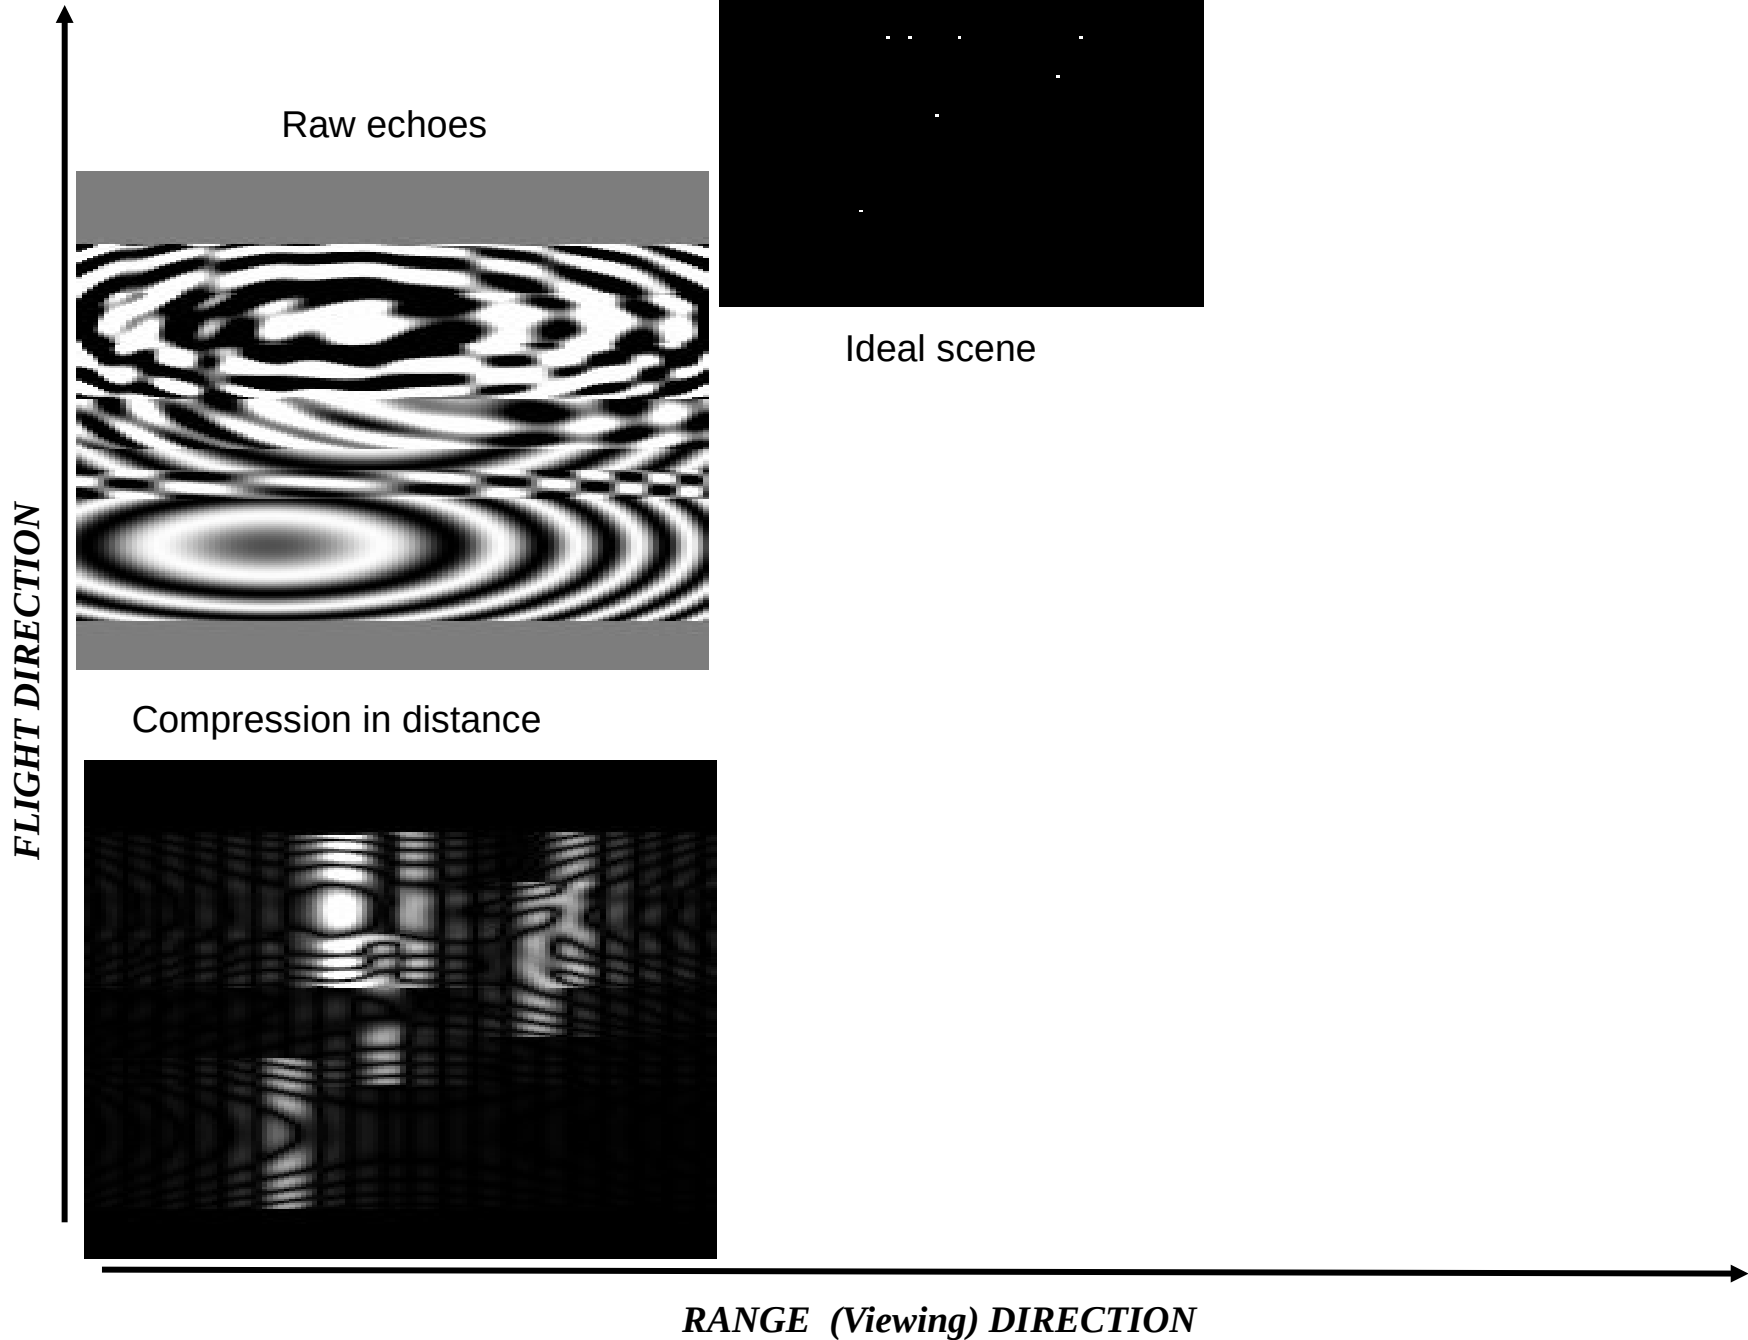 Raw echoes
Ideal scene
Compression in distance
FLIGHT DIRECTION
RANGE (Viewing) DIRECTION